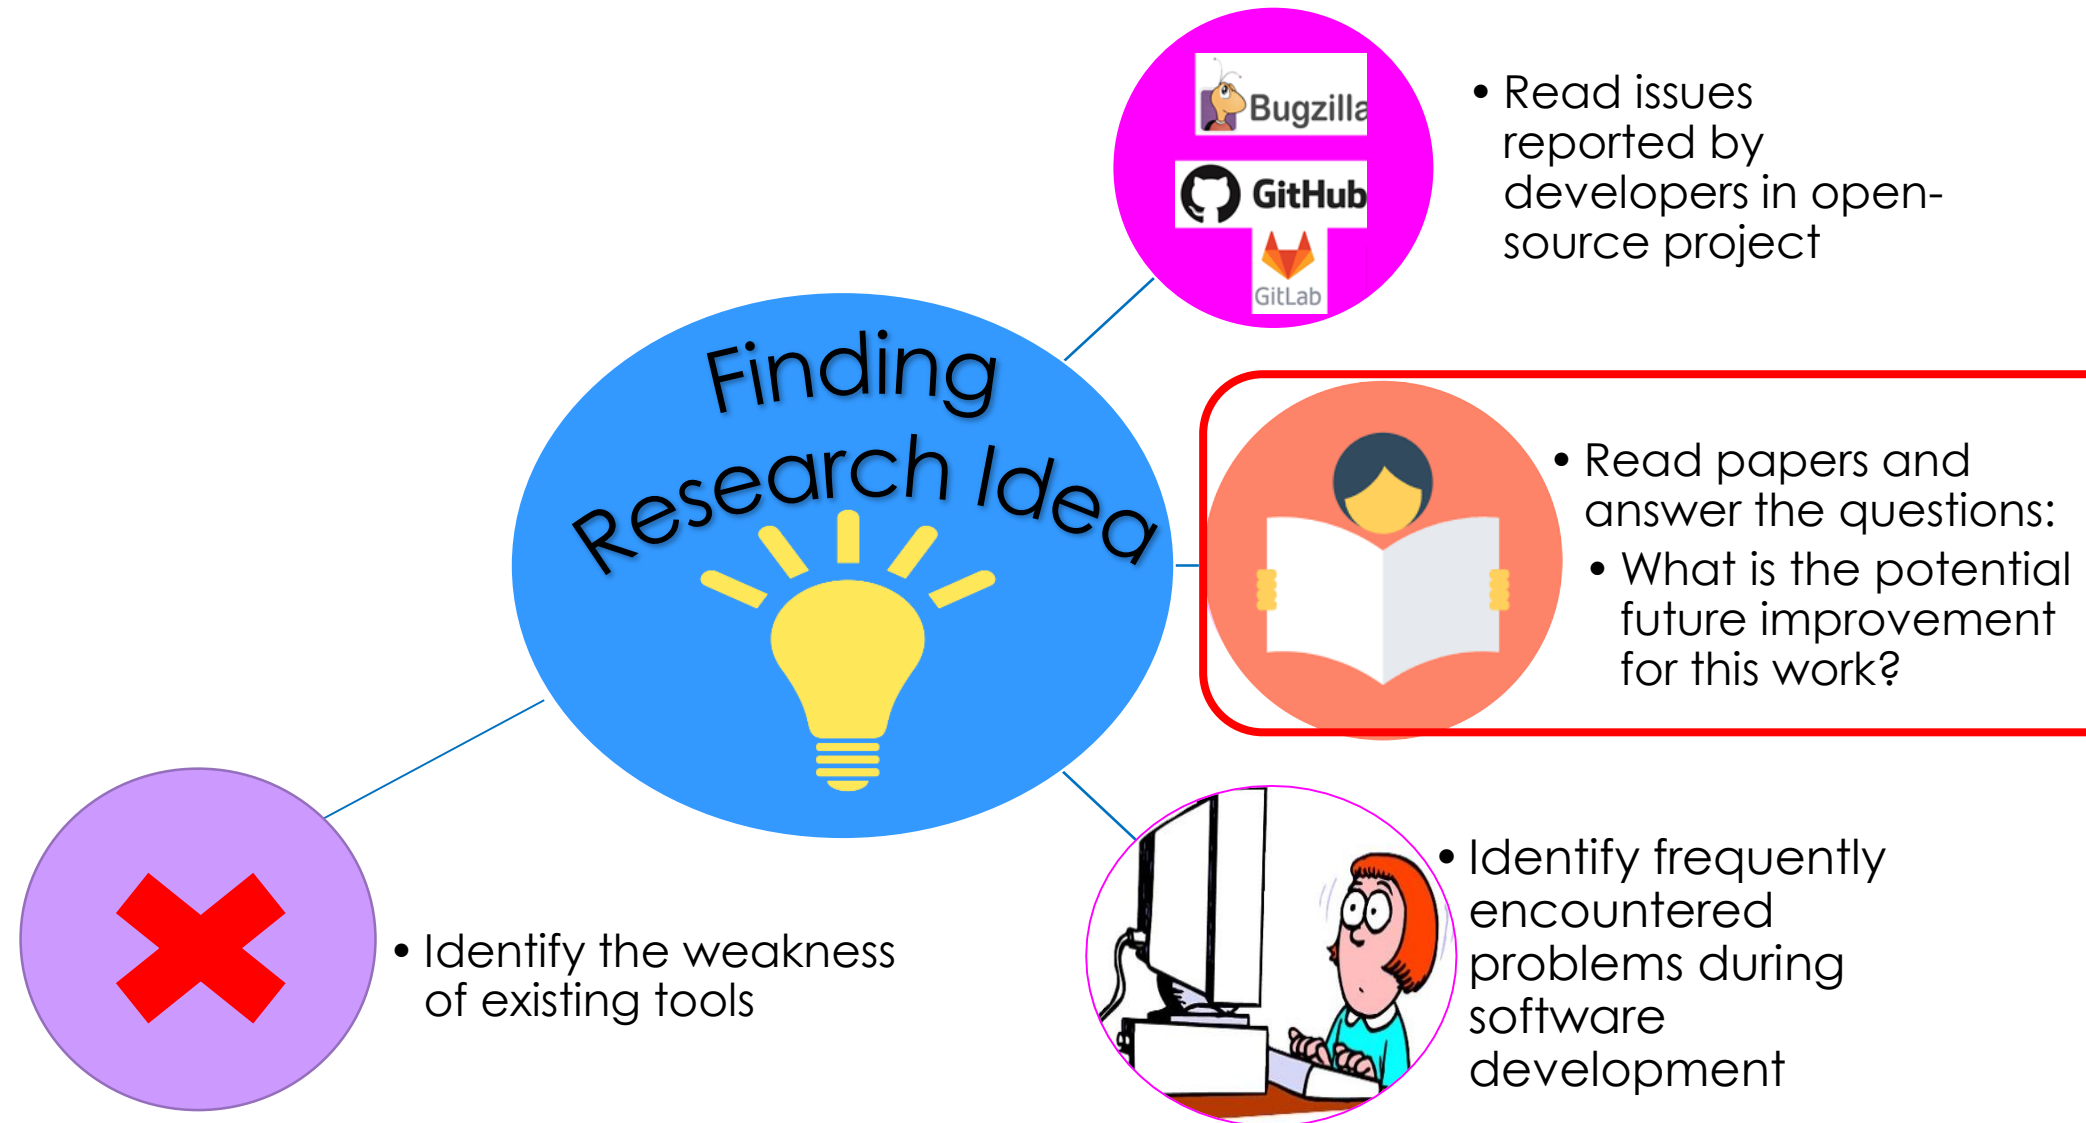 Bugzilla
GitHub
GitLab
• Read issues
reported by
developers in open-
source project
Finding
Research Idea
• Read papers and
answer the questions:
• What is the potential
future improvement
for this work?
• Identify frequently
encountered
problems during
software
development
• Identify the weakness
of existing tools